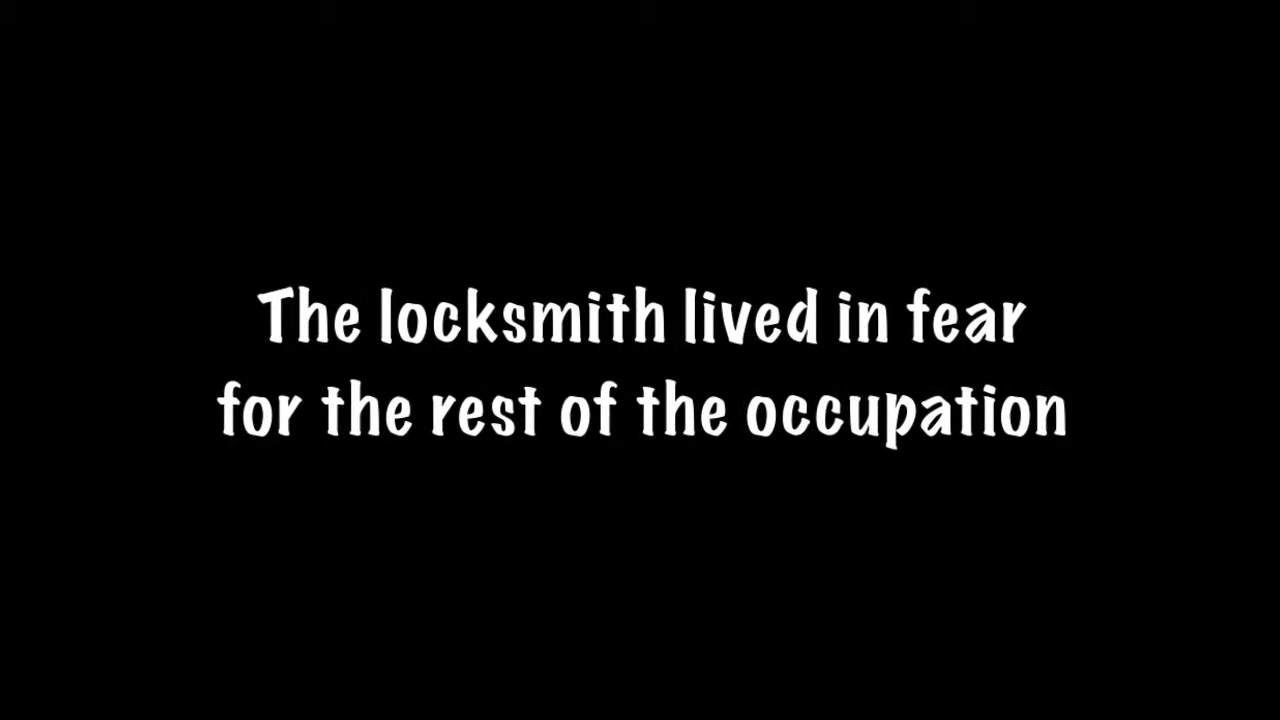 The locksmith lived in fear
for the rest of the occupation